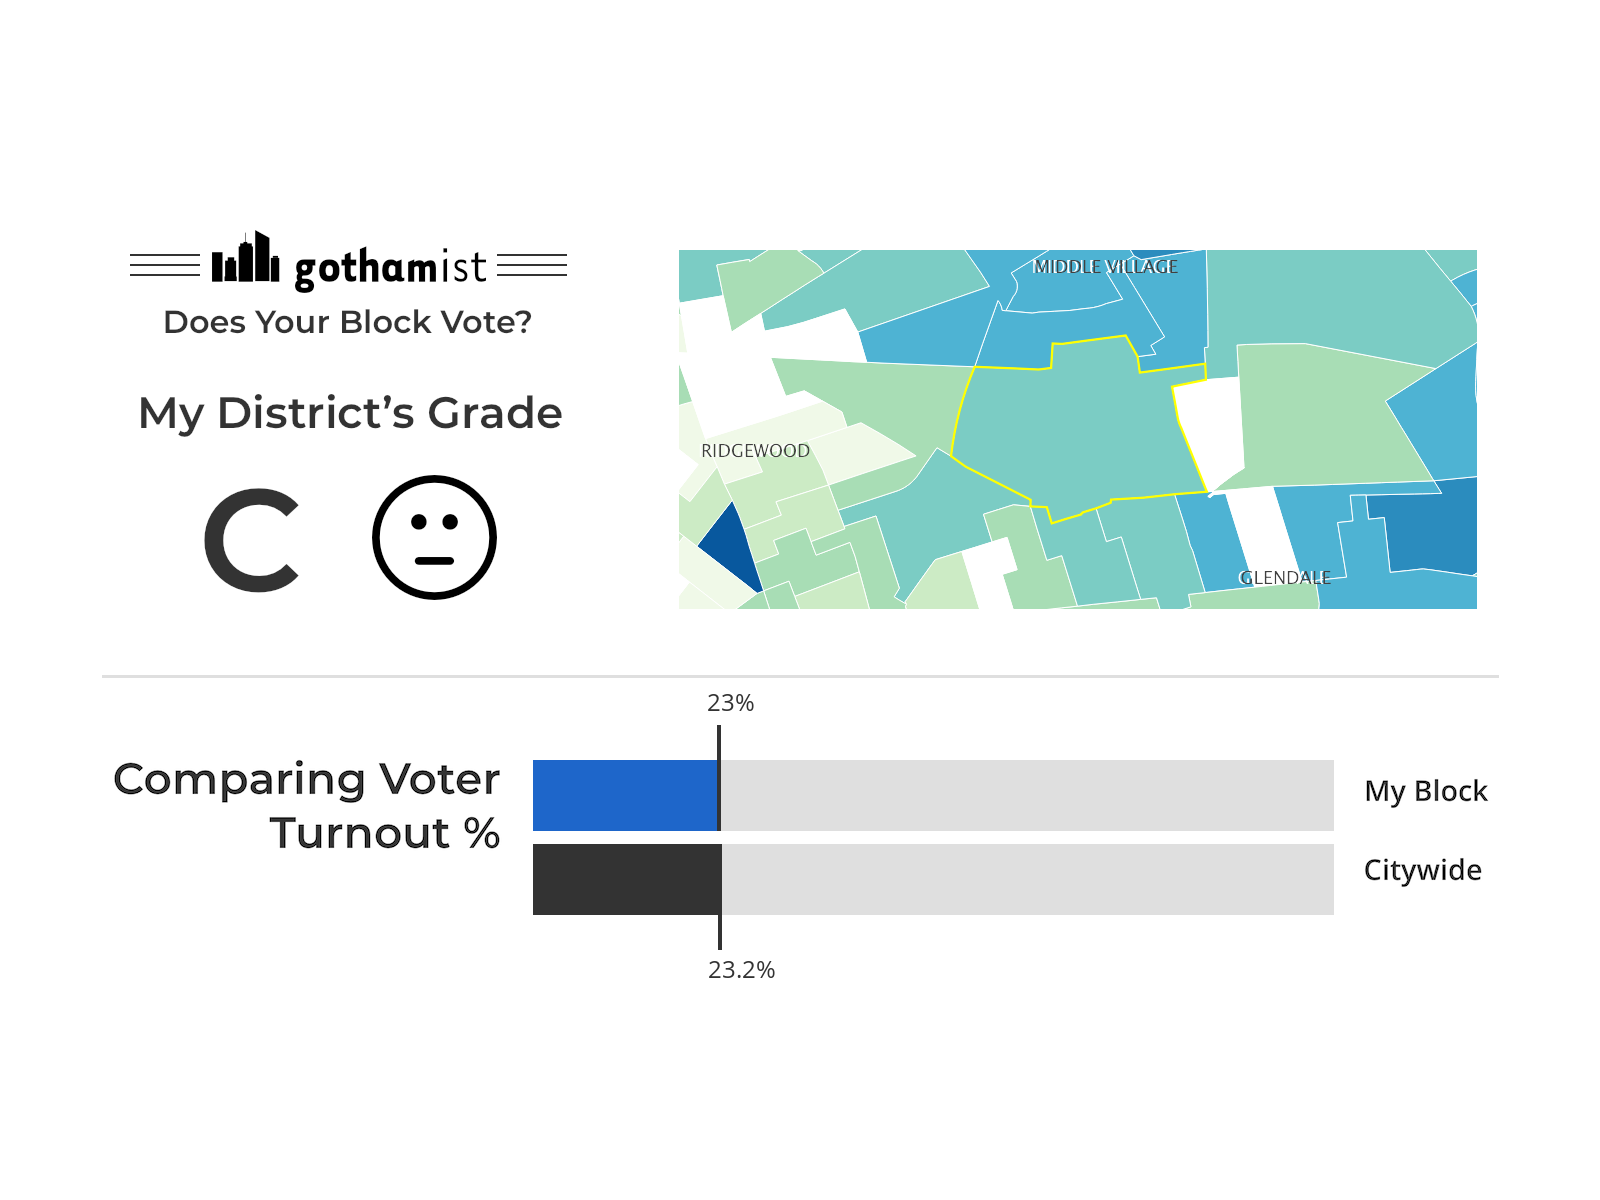 gothamist
Does Your Block Vote?
My District's Grade
C
MIDDLE VILLAGE
RIDGEWOOD
GLENDALE
23%
Comparing Voter
Turnout %
My Block
Citywide
23.2%